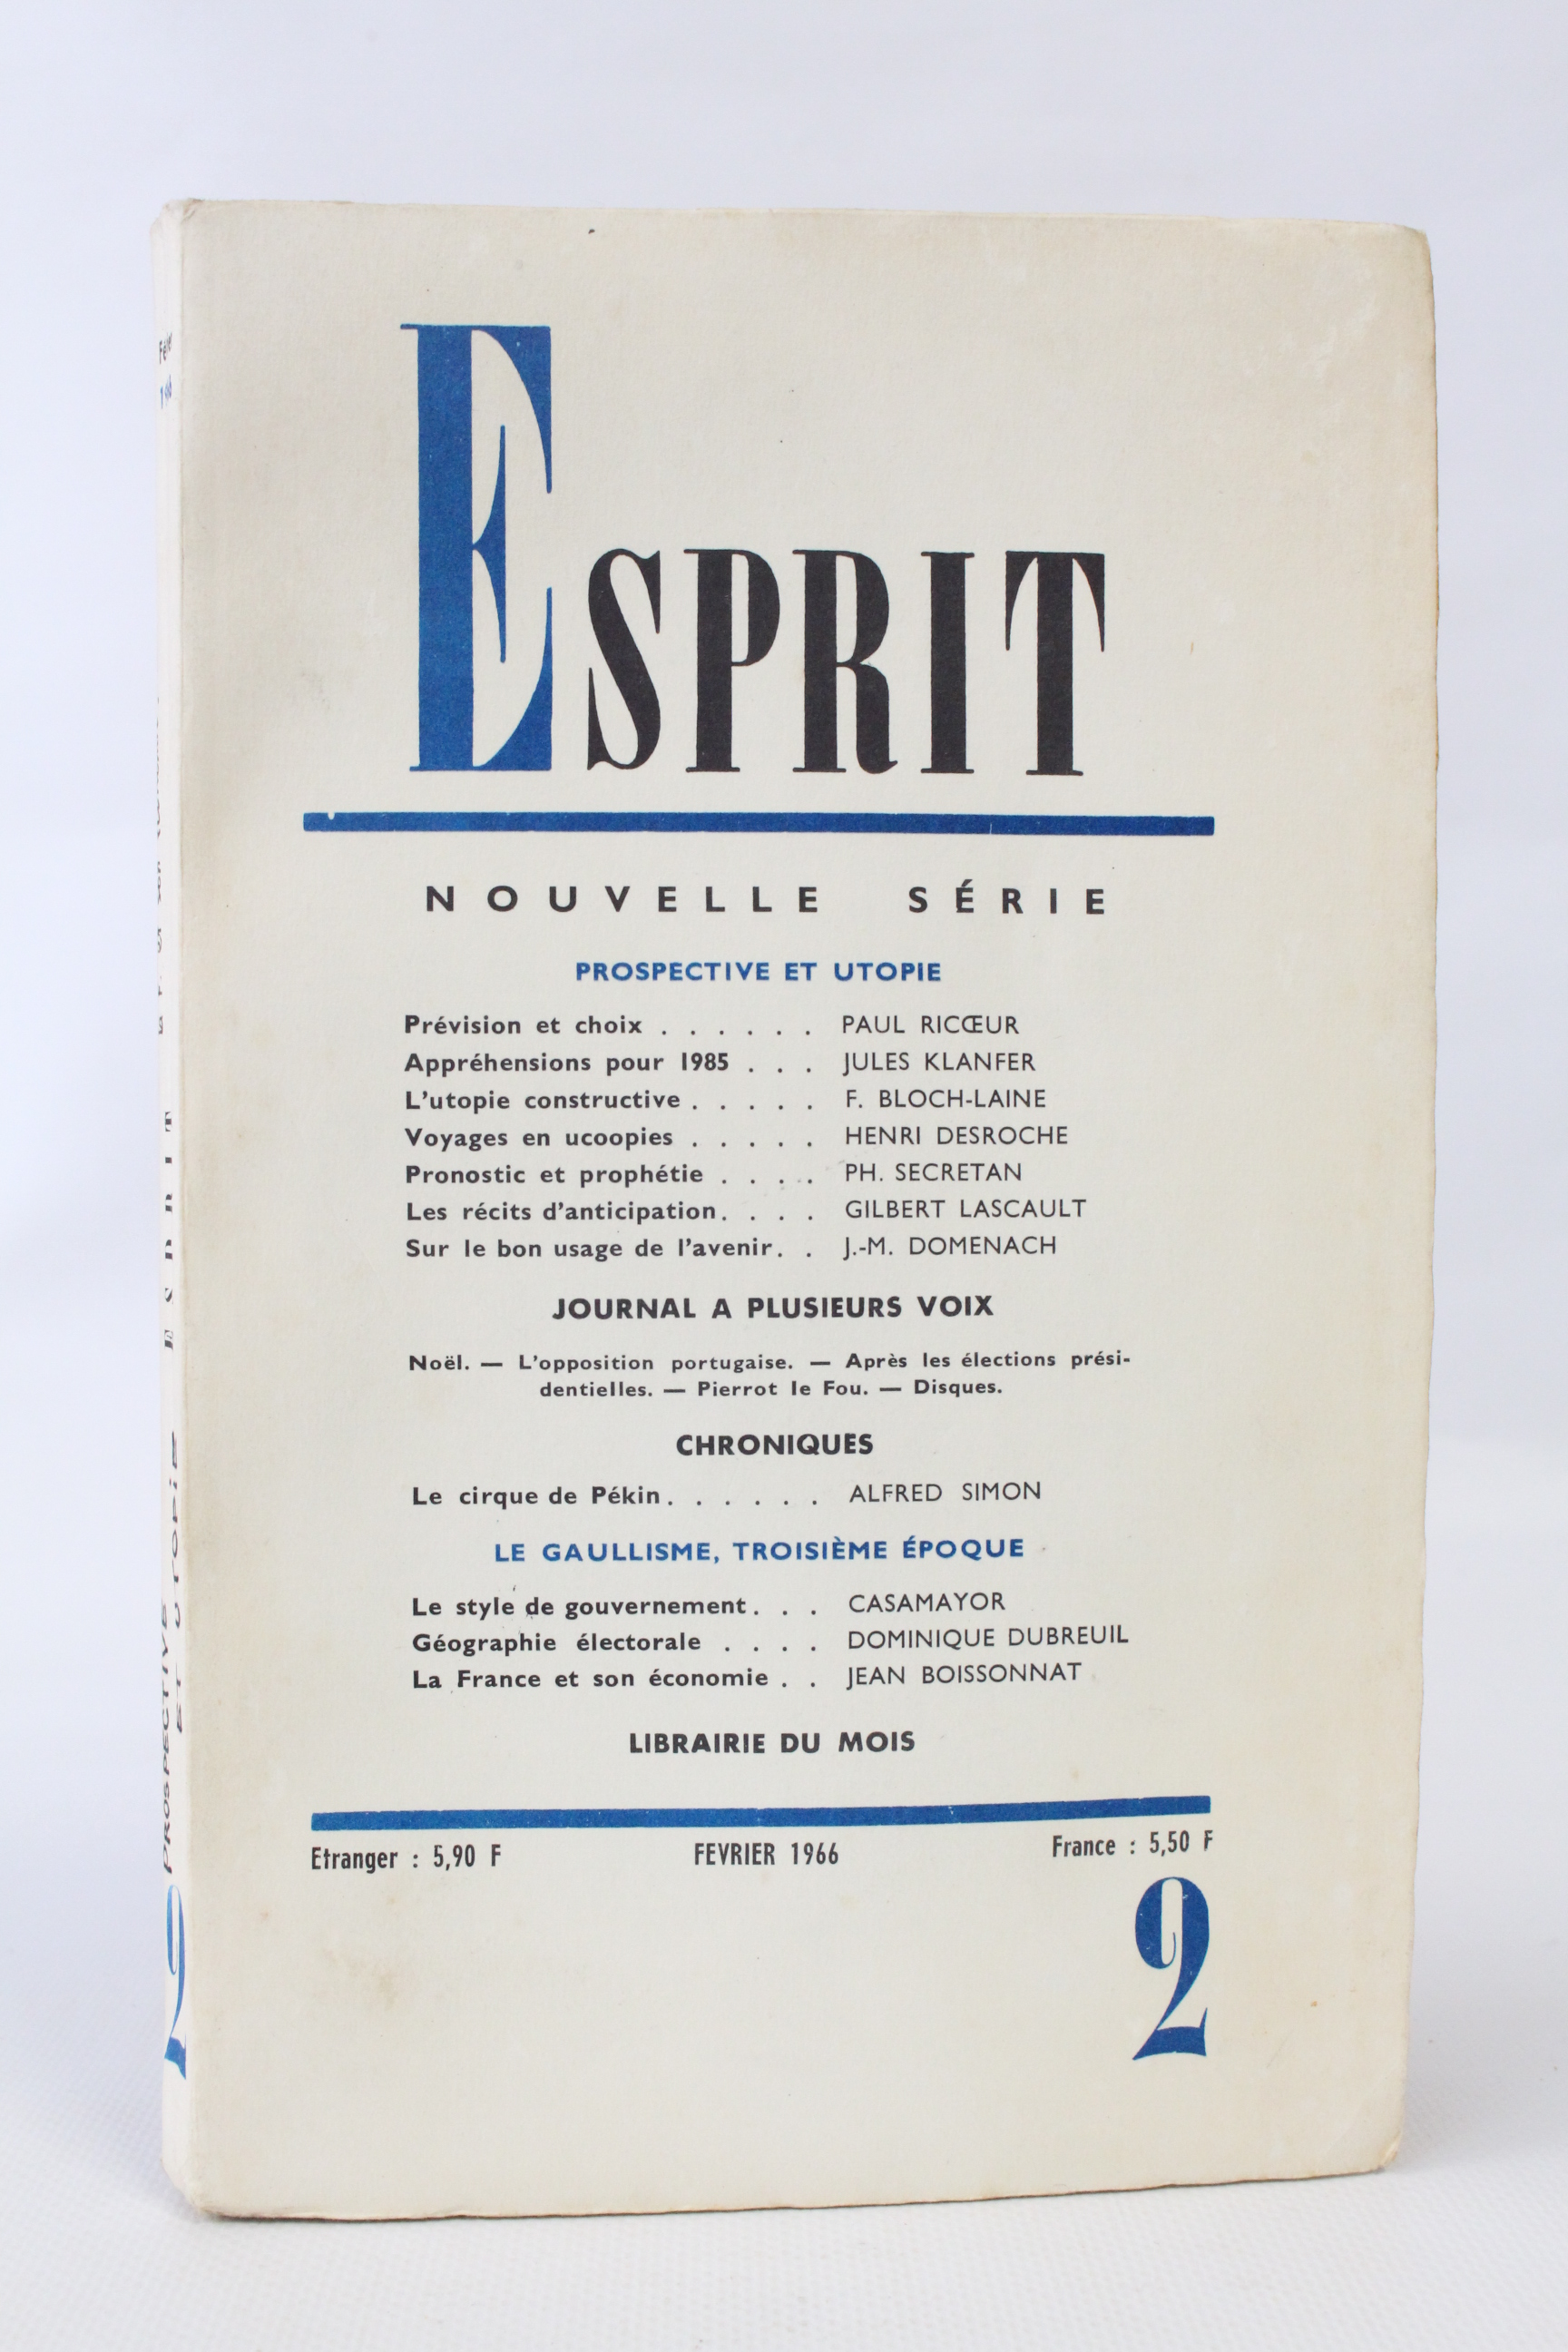 ESPRIT
NOUVELLE SÉRIE
PROSPECTIVE ET UTOPIE
Prévision et choix . . . . . . PAUL RICŒUR
Appréhensions pour 1985 . . . JULES KLANFER
L'utopie constructive . . . . . F. BLOCH-LAINE
Voyages en ucoopies . . . . . HENRI DESROCHE
Pronostic et prophétie . . . . PH. SECRETAN
Les récits d'anticipation. . . . GILBERT LASCAULT
Sur le bon usage de l'avenir. . J.-M. DOMENACH
JOURNAL A PLUSIEURS VOIX
Noël. — L'opposition portugaise. — Après les élections prési-
dentielles. — Pierrot le Fou. — Disques.
CHRONIQUES
Le cirque de Pékin. . . . . . ALFRED SIMON
LE GAULLISME, TROISIÈME ÉPOQUE
Le style de gouvernement. . . CASAMAYOR
Géographie électorale . . . . DOMINIQUE DUBREUIL
La France et son économie . . JEAN BOISSONNAT
LIBRAIRIE DU MOIS
Etranger : 5,90 F FEVRIER 1966 France : 5,50 F
2
ESPRIT
PROSPECTIVE
ET UTOPIE
2